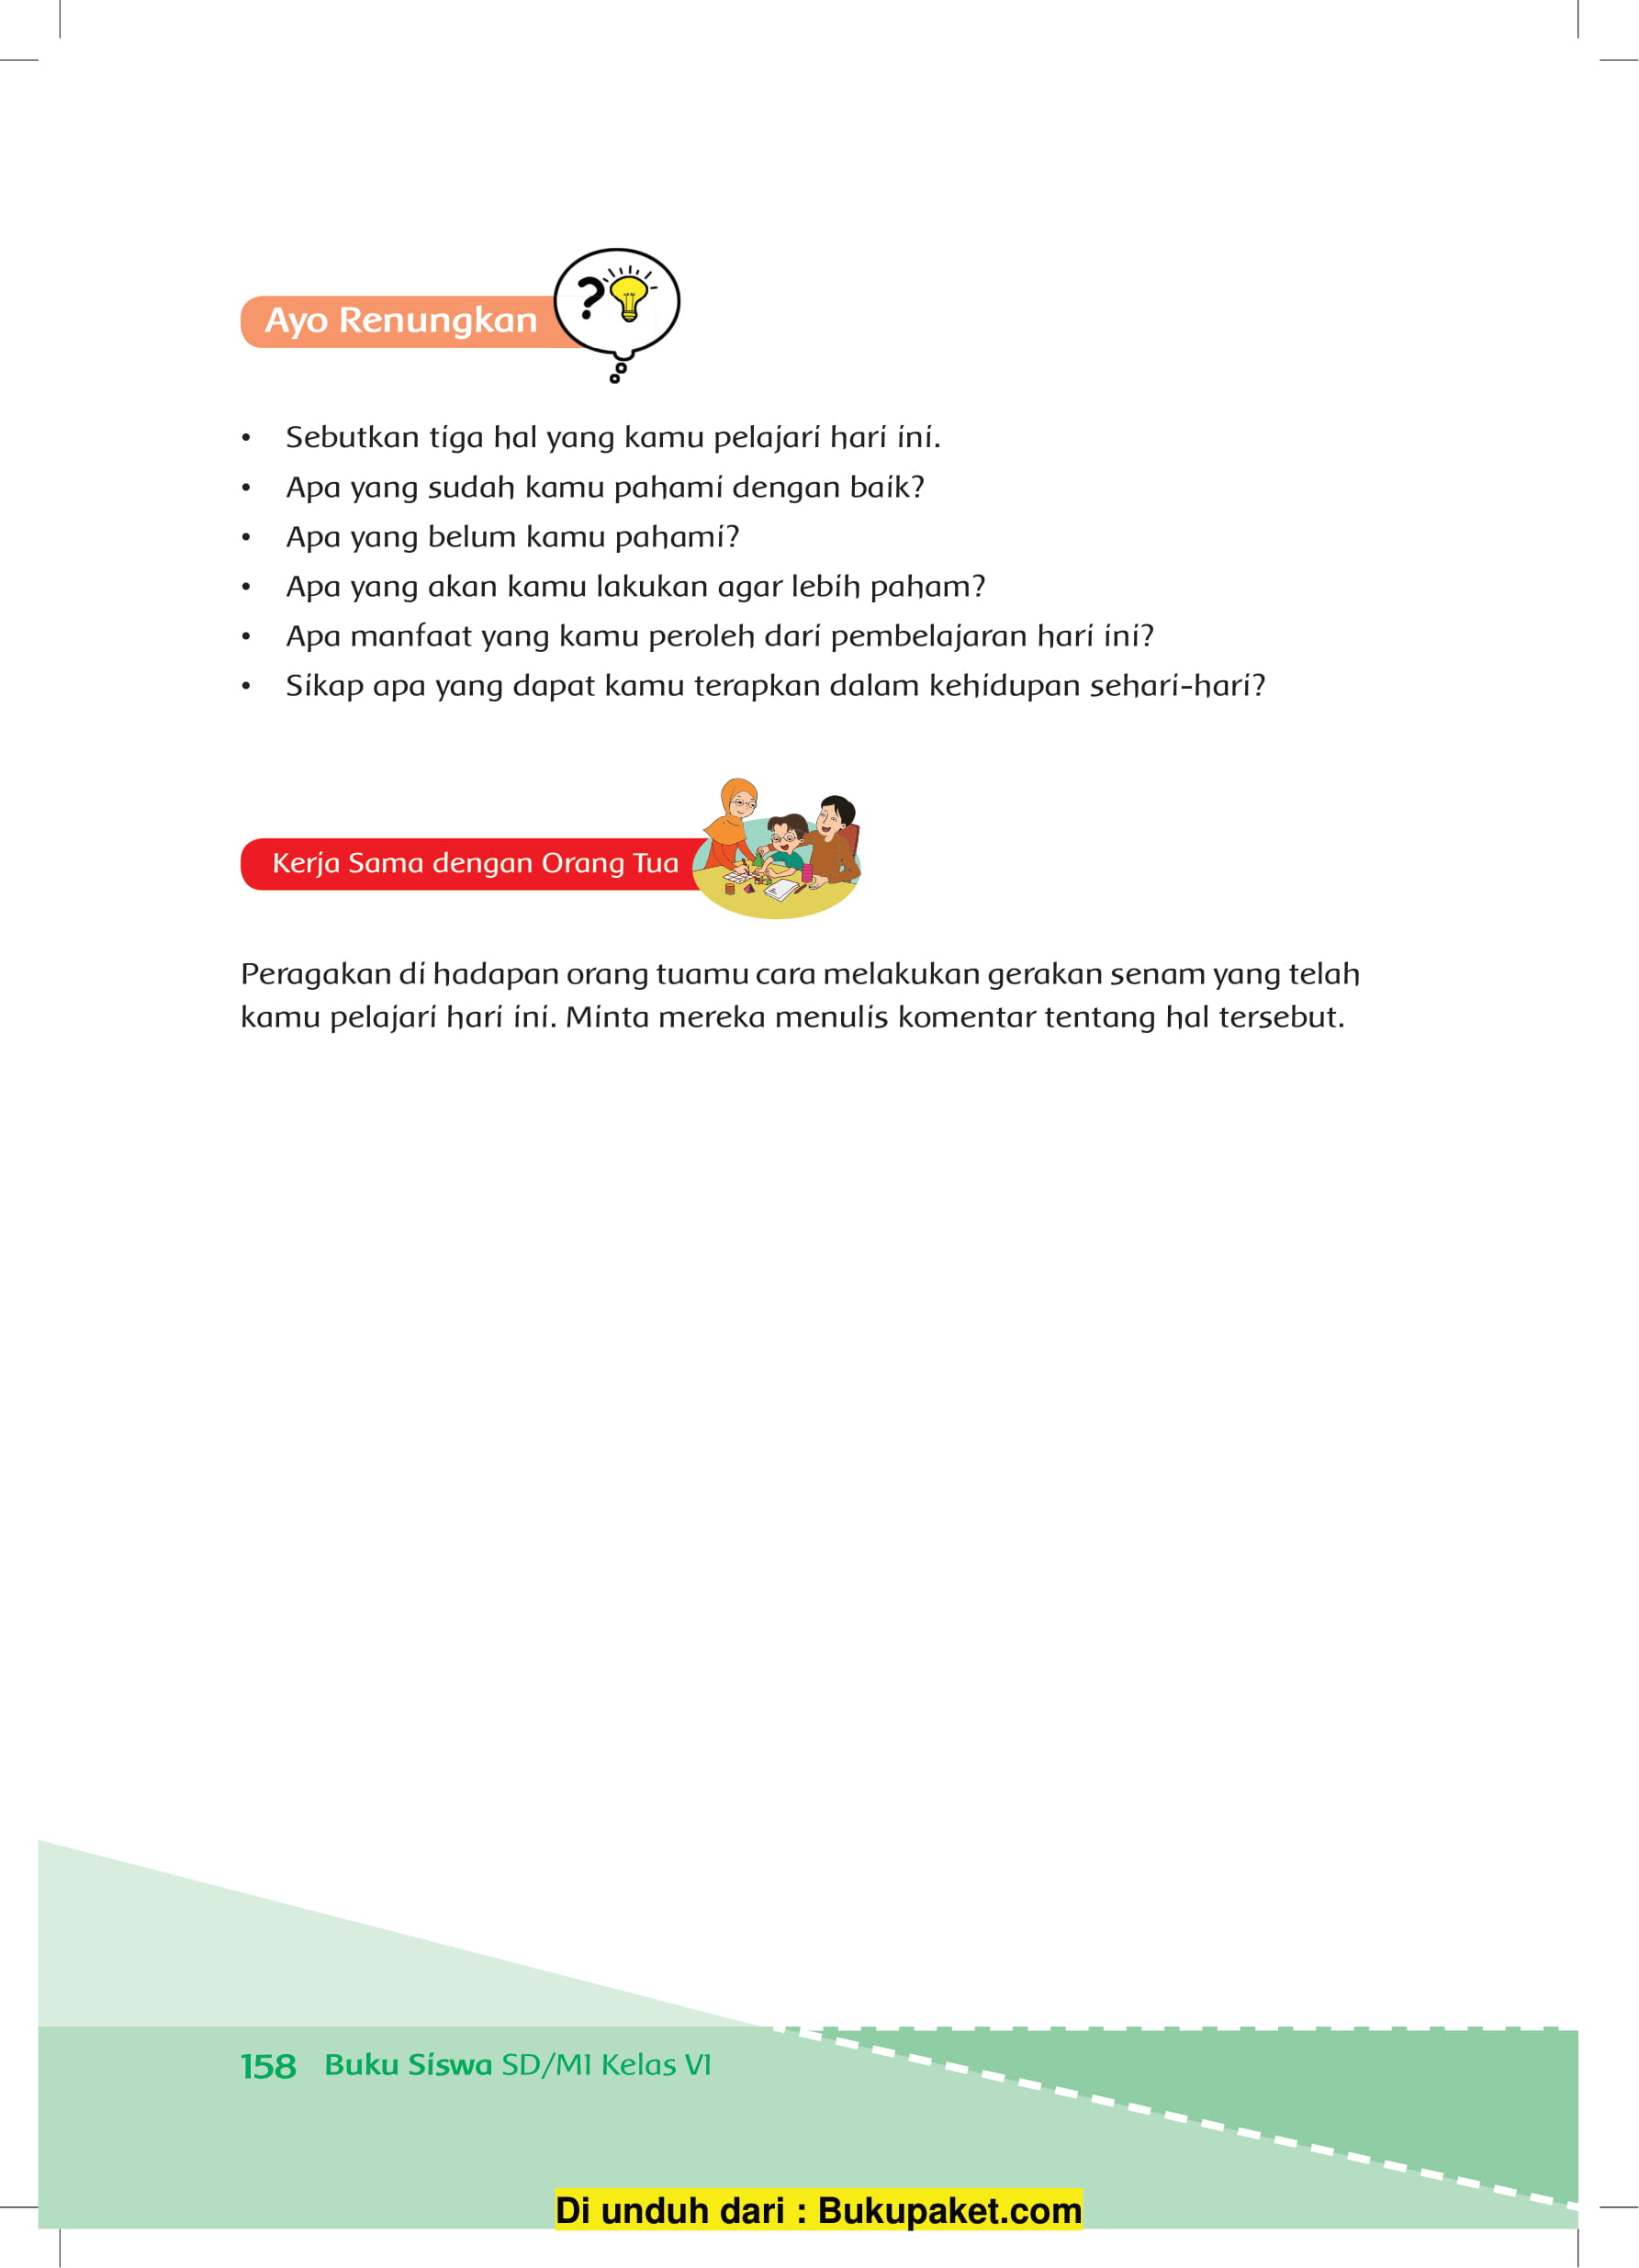 Ayo Renungkan
?
• Sebutkan tiga hal yang kamu pelajari hari ini.
• Apa yang sudah kamu pahami dengan baik?
• Apa yang belum kamu pahami?
• Apa yang akan kamu lakukan agar lebih paham?
• Apa manfaat yang kamu peroleh dari pembelajaran hari ini?
• Sikap apa yang dapat kamu terapkan dalam kehidupan sehari-hari?
Kerja Sama dengan Orang Tua
Peragakan di hadapan orang tuamu cara melakukan gerakan senam yang telah
kamu pelajari hari ini. Minta mereka menulis komentar tentang hal tersebut.
158 Buku Siswa SD/MI Kelas VI
Di unduh dari : Bukupaket.com